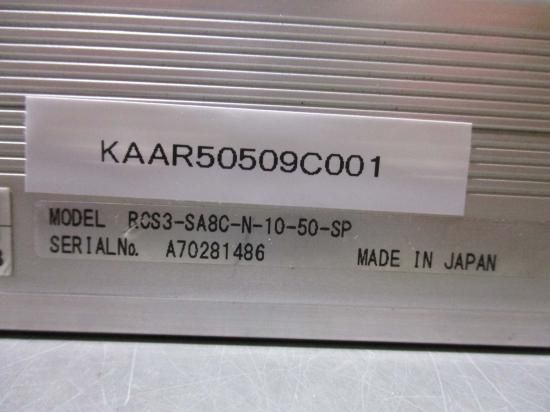 KAAR50509C001
MODEL RCS3-SA8C-N-10-50-SP
SERIALNo. A70281486 MADE IN JAPAN